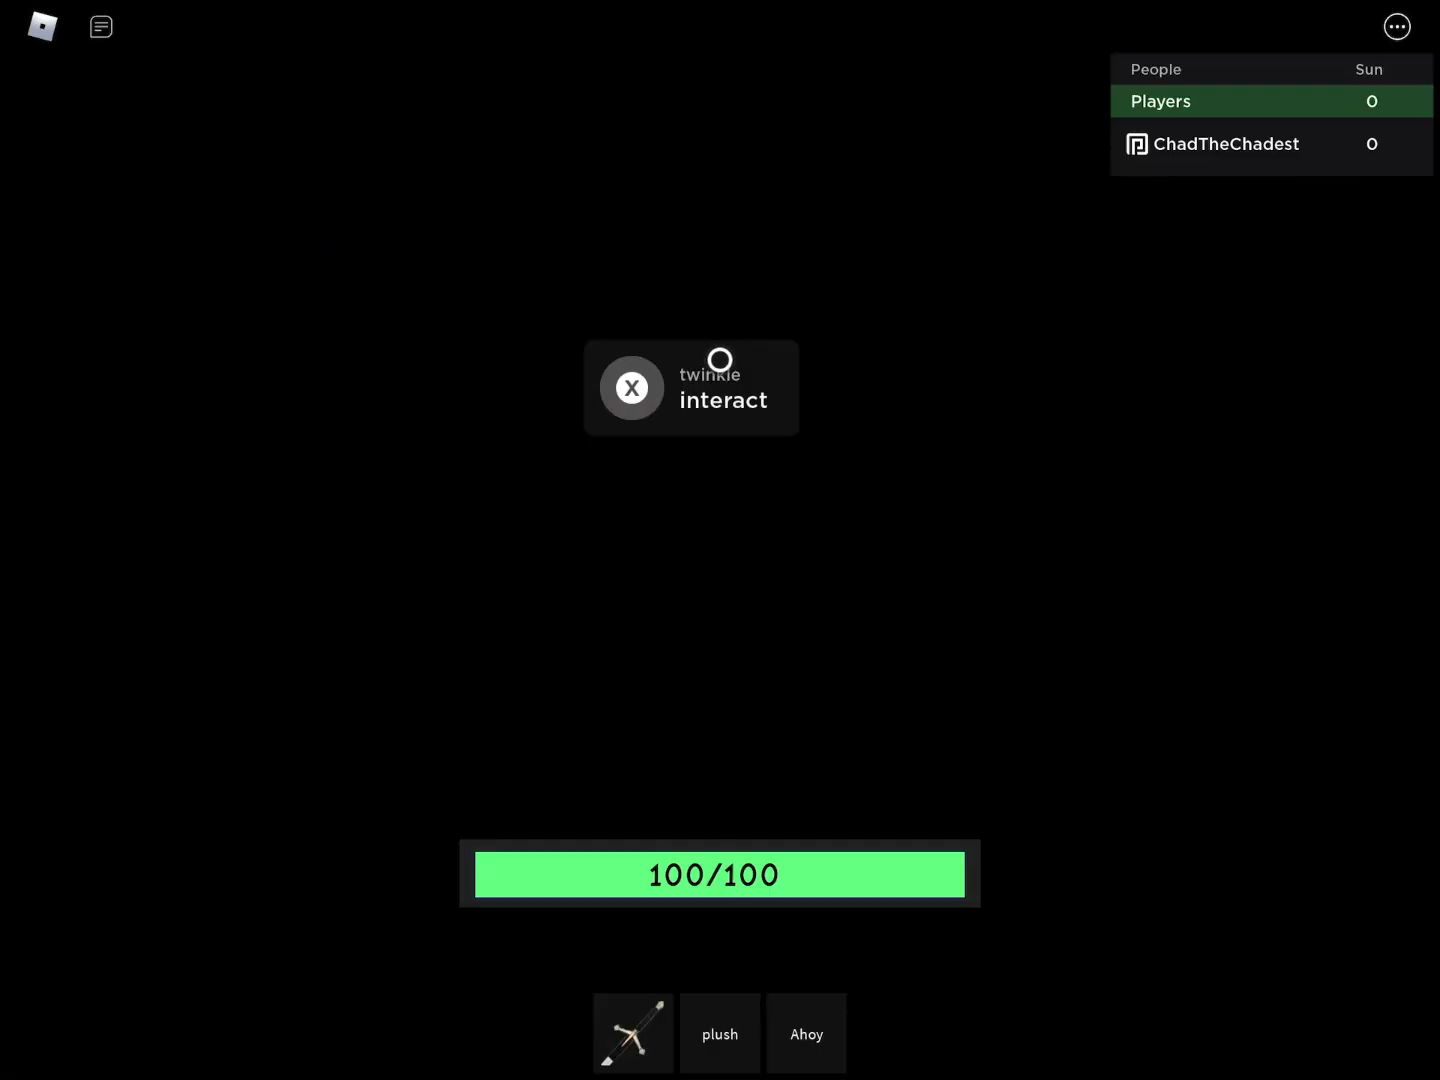 People Sun
Players 0
ChadTheChadest 0
twinkle
X interact
100/100
plush
Ahoy